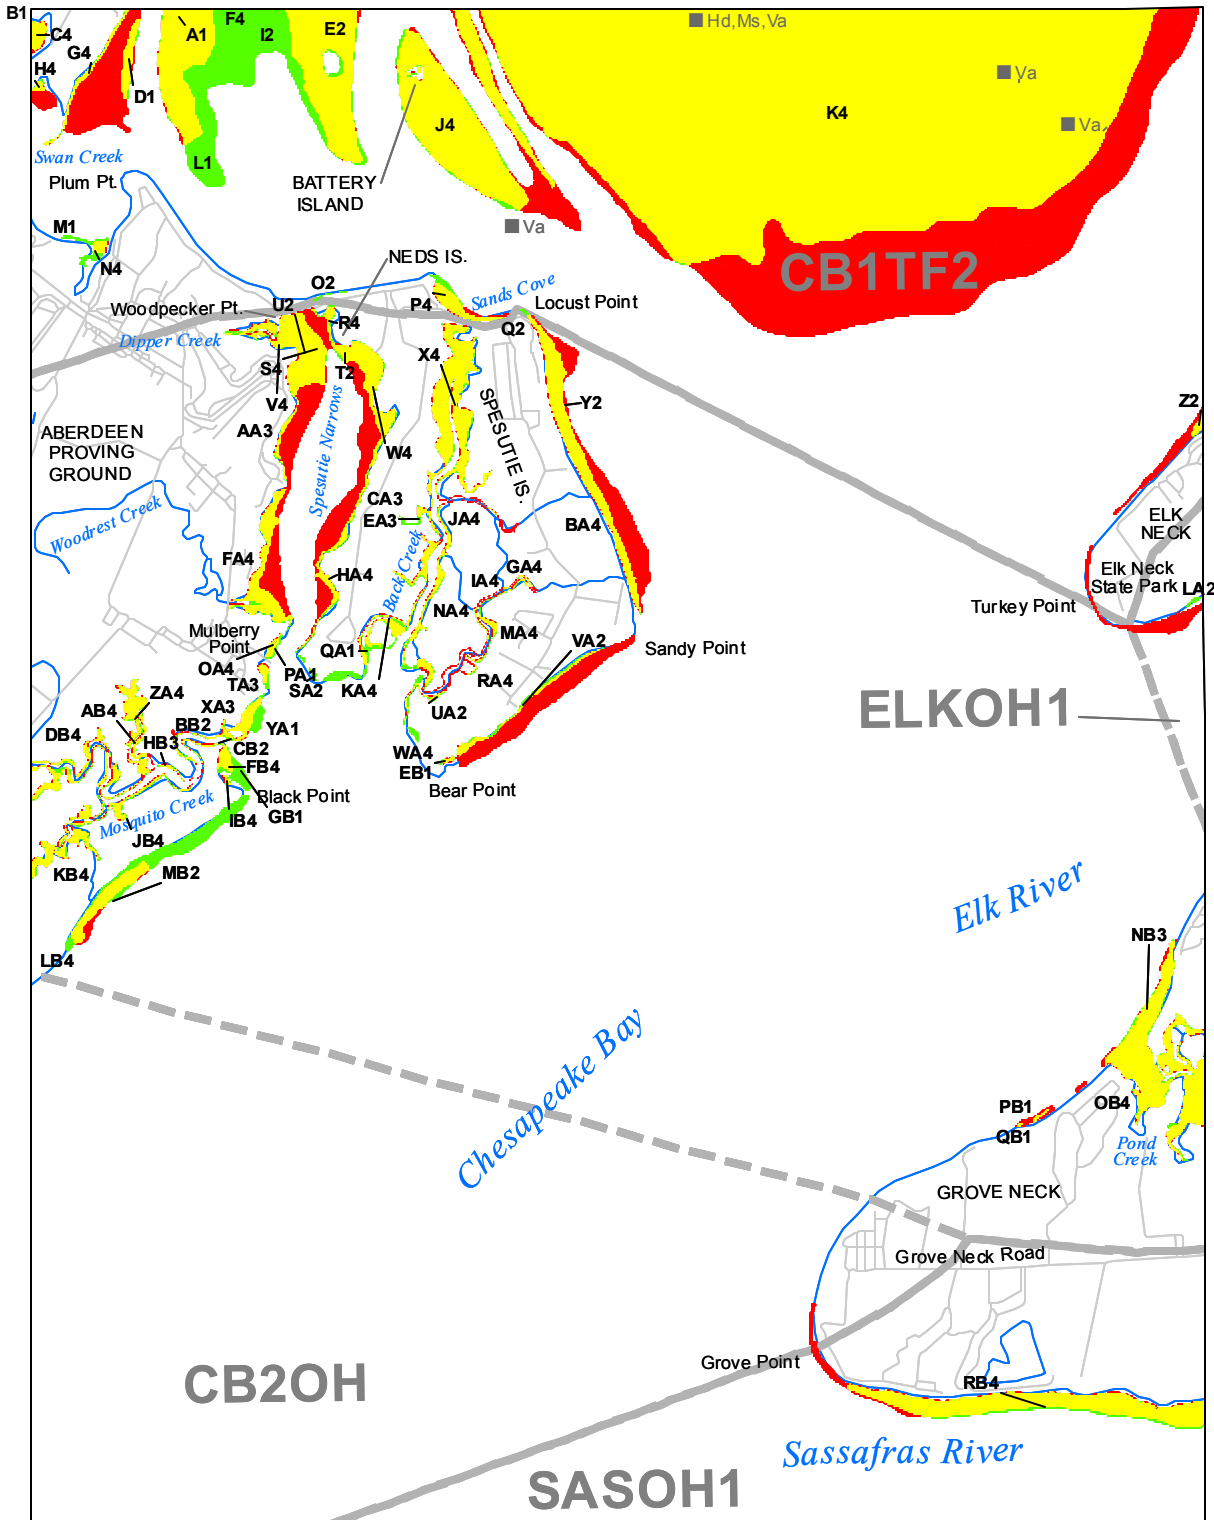 B1
C4
G4
H4
D1
A1
F4
I2
E2
L1
J4
K4
Hd,Ms,Va
Va
Va
Va
Swan Creek
Plum Pt.
BATTERY
ISLAND
M1
N4
NEDS IS.
O2
U2
Woodpecker Pt.
P4
Sands Cove
Locust Point
CB1TF2
R4
Q2
Dipper Creek
S4
T2
X4
V4
AA3
Y2
Z2
SPESUTIE IS.
Spesutie Narrows
ABERDEEN
PROVING
GROUND
W4
CA3
EA3
JA4
BA4
Woodrest Creek
Back Creek
ELK
NECK
FA4
HA4
IA4
GA4
Elk Neck
State Park
LA2
Turkey Point
NA4
MA4
Mulberry
Point
VA2
Sandy Point
OA4
PA1
QA1
TA3
SA2
KA4
RA4
UA2
ZA4
AB4
XA3
YA1
ELKOH1
DB4
BB2
HB3
CB2
FB4
WA4
EB1
Bear Point
Black Point
Mosquito Creek
IB4
GB1
JB4
KB4
MB2
Elk River
NB3
LB4
Chesapeake Bay
PB1
QB1
OB4
Pond
Creek
GROVE NECK
Grove Neck Road
Grove Point
CB2OH
RB4
Sassafras River
SASOH1